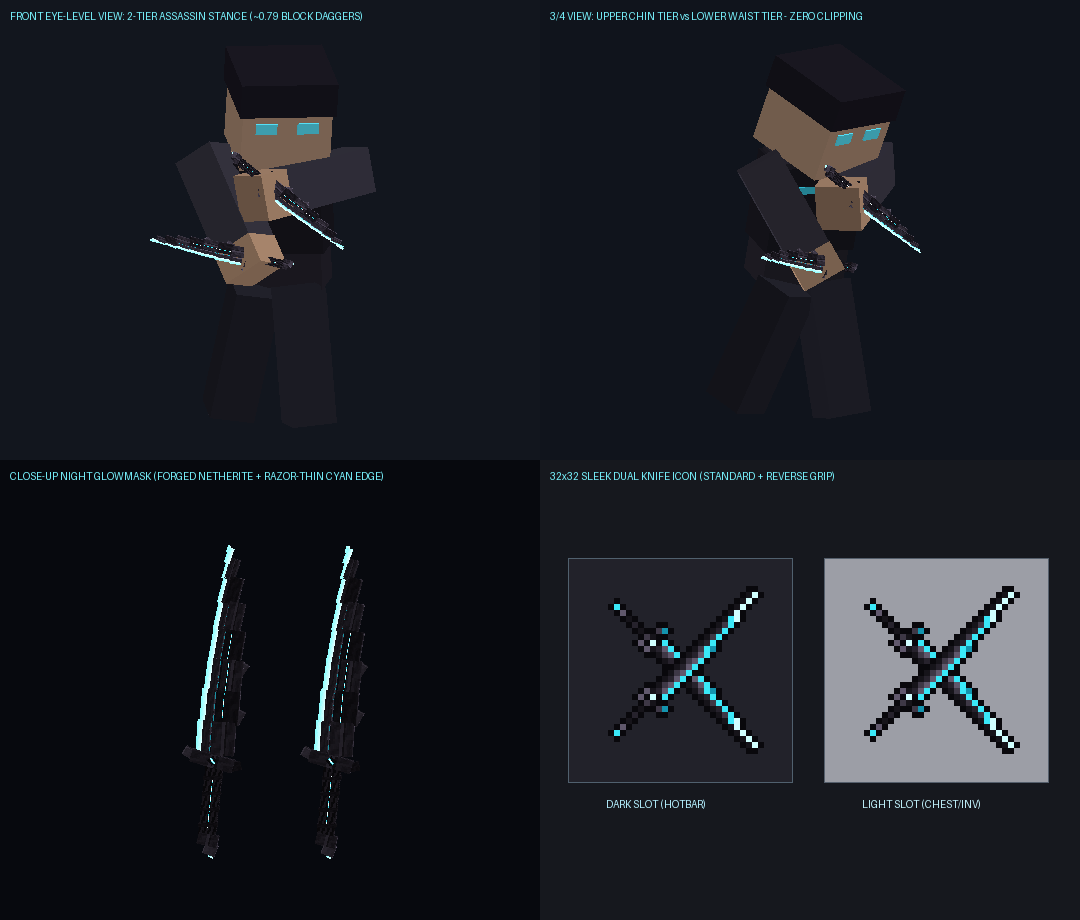 FRONT EYE-LEVEL VIEW: 2-TIER ASSASSIN STANCE (~0.79 BLOCK DAGGERS)
3/4 VIEW: UPPER CHIN TIER vs LOWER WAIST TIER - ZERO CLIPPING
CLOSE-UP NIGHT GLOWMASK (FORGED NETHERITE + RAZOR-THIN CYAN EDGE)
32x32 SLEEK DUAL KNIFE ICON (STANDARD + REVERSE GRIP)
DARK SLOT (HOTBAR)
LIGHT SLOT (CHEST/INV)